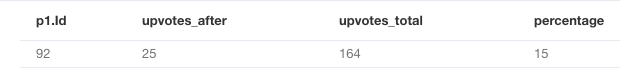 p1.Id upvotes_after upvotes_total percentage
92 25 164 15